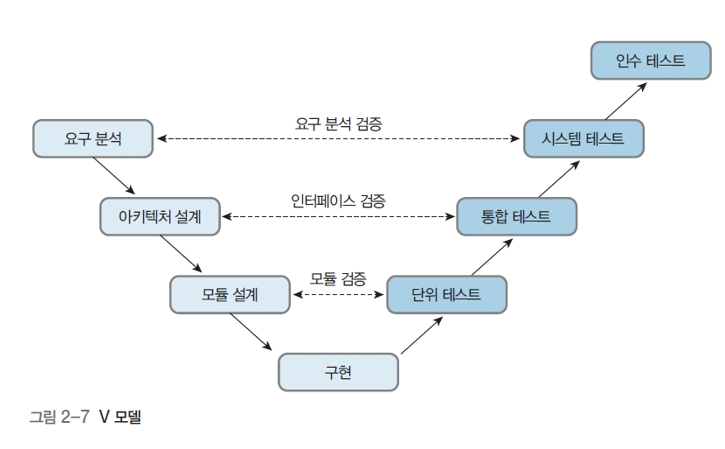 인수 테스트
요구 분석 검증
요구 분석
시스템 테스트
인터페이스 검증
아키텍처 설계
통합 테스트
모듈 검증
모듈 설계
단위 테스트
구현
그림 2-7 V 모델